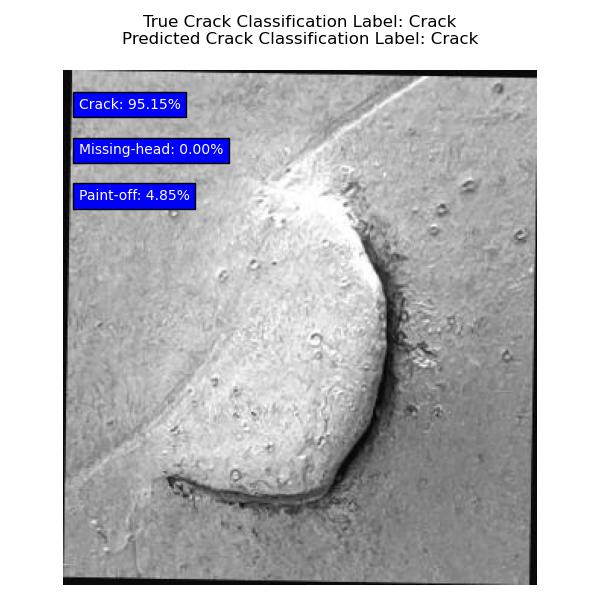 True Crack Classification Label: Crack
Predicted Crack Classification Label: Crack
Crack: 95.15%
Missing-head: 0.00%
Paint-off: 4.85%